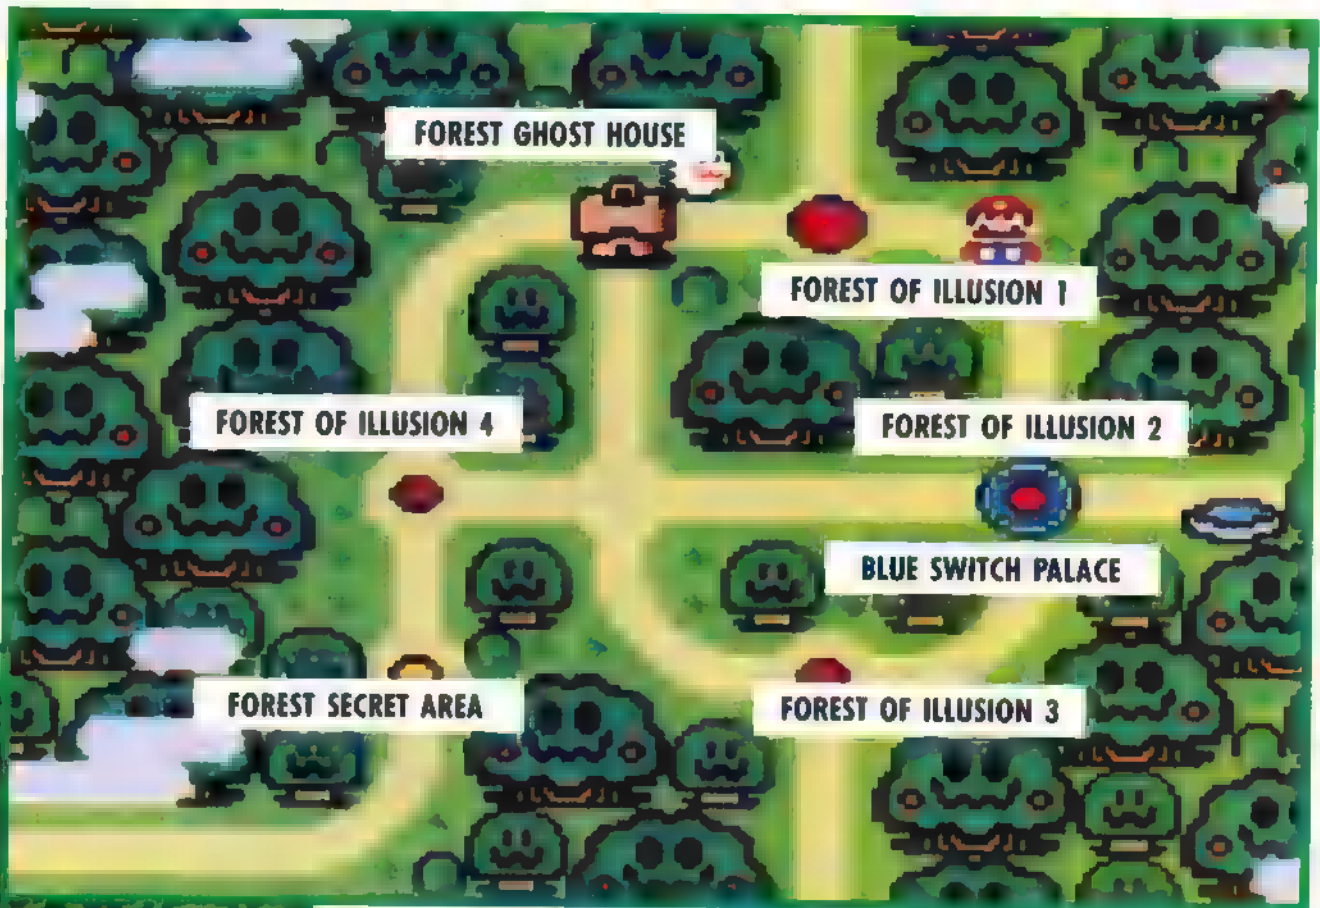 FOREST GHOST HOUSE
FOREST OF ILLUSION 1
FOREST OF ILLUSION 4
FOREST OF ILLUSION 2
BLUE SWITCH PALACE
FOREST SECRET AREA
FOREST OF ILLUSION 3